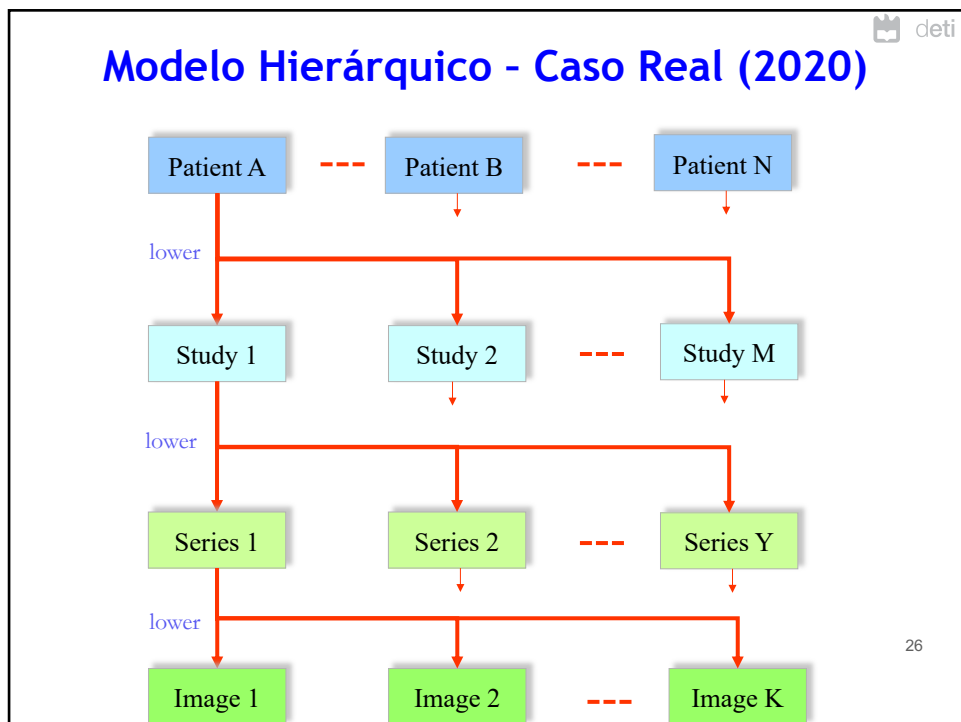 deti
Modelo Hierárquico - Caso Real (2020)
Patient A --- Patient B --- Patient N
lower
Study 1 Study 2 --- Study M
lower
Series 1 Series 2 --- Series Y
lower
26
Image 1 Image 2 --- Image K